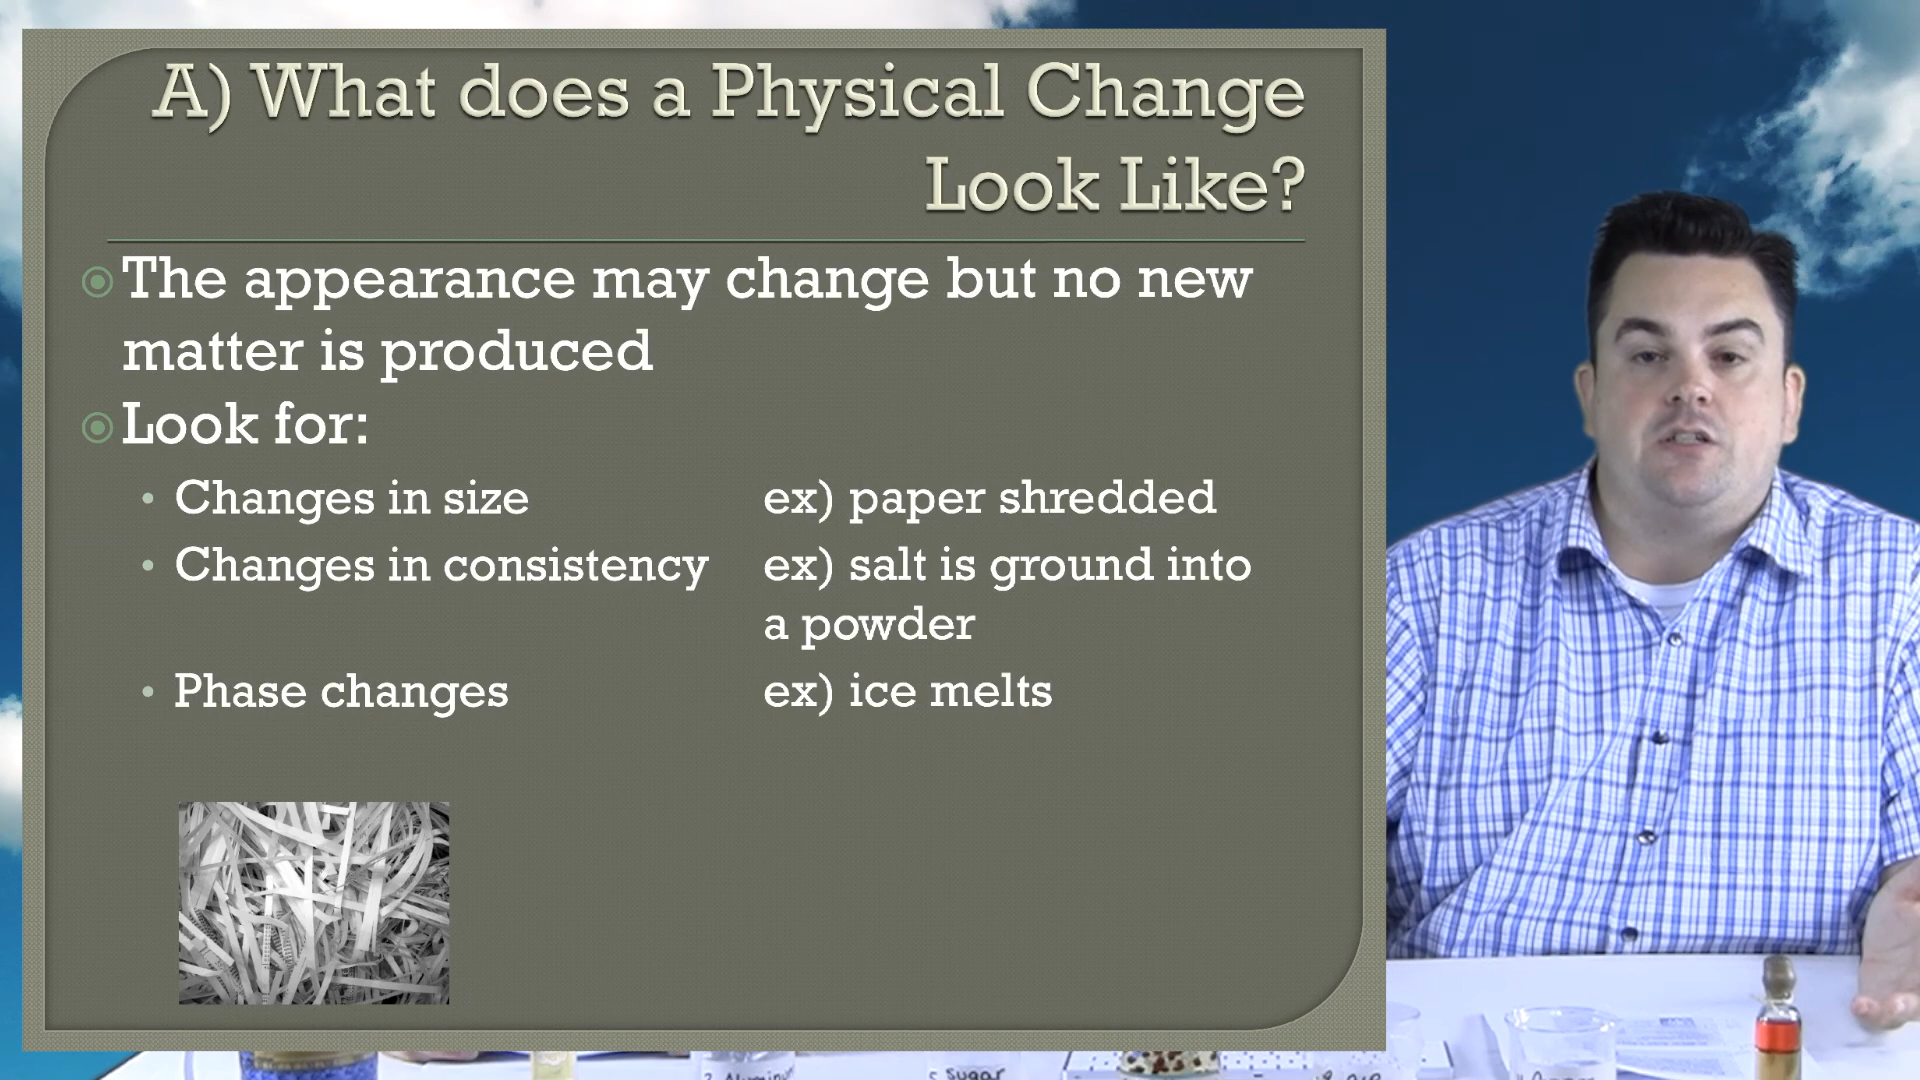 A) What does a Physical Change
Look Like?
The appearance may change but no new
matter is produced
Look for:
Changes in size ex) paper shredded
Changes in consistency ex) salt is ground into
a powder
Phase changes ex) ice melts
Sugar